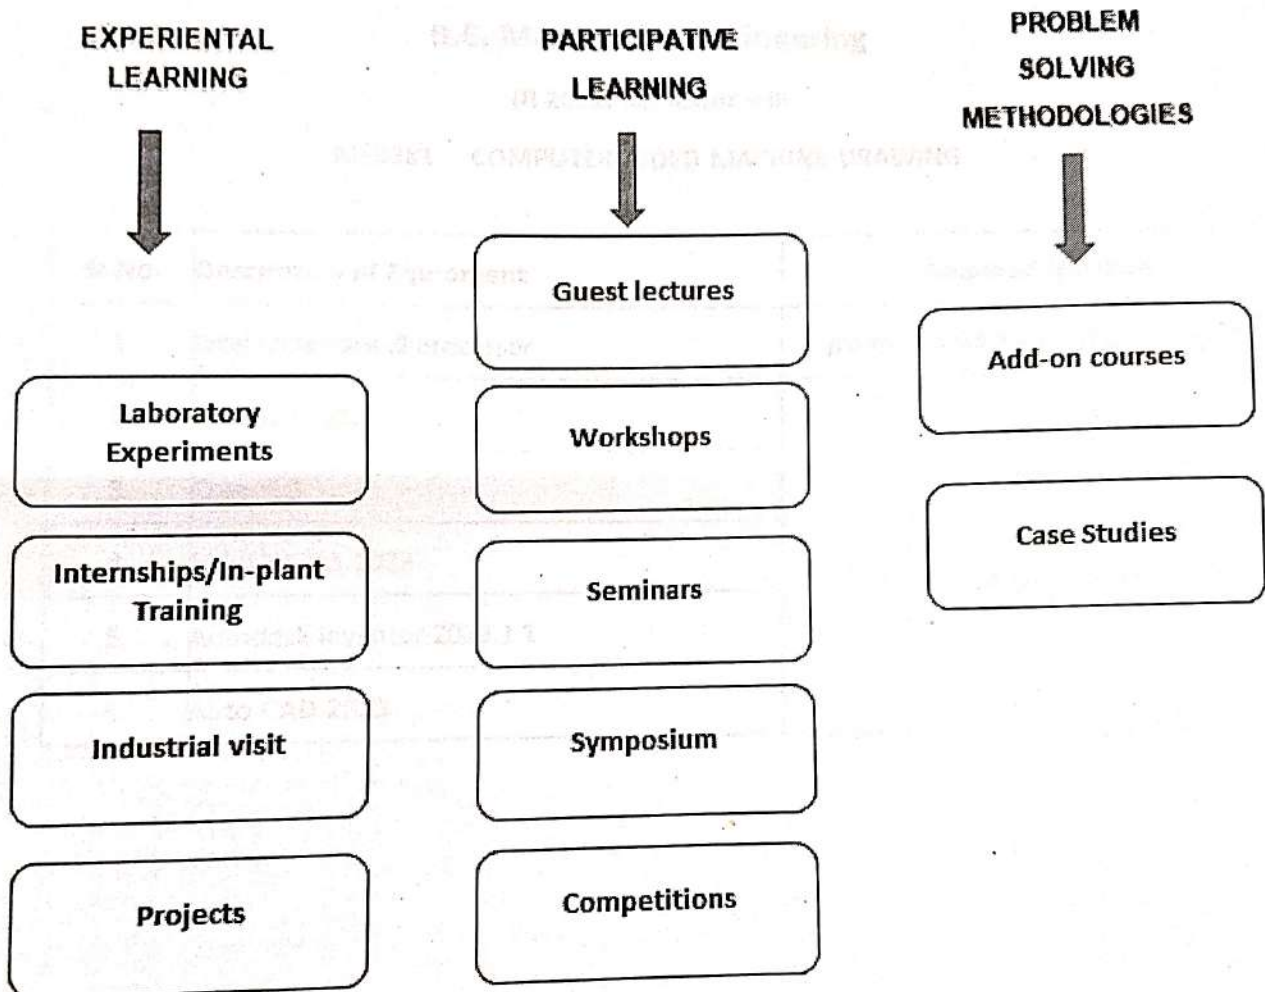 EXPERIENTAL
LEARNING
PARTICIPATIVE
LEARNING
PROBLEM
SOLVING
METHODOLOGIES
Laboratory
Experiments
Internships/In-plant
Training
Industrial visit
Projects
Guest lectures
Workshops
Seminars
Symposium
Competitions
Add-on courses
Case Studies